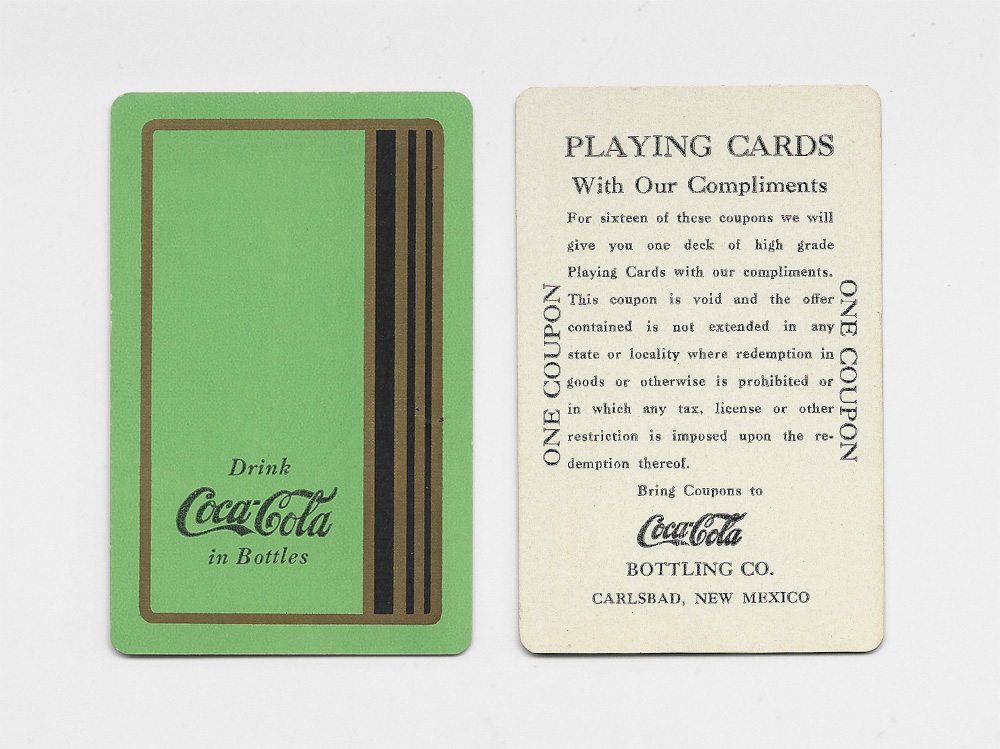 Drink
Coca-Cola
in Bottles
PLAYING CARDS
With Our Compliments
For sixteen of these coupons we will
give you one deck of high grade
Playing Cards with our compliments.
This coupon is void and the offer
contained is not extended in any
state or locality where redemption in
goods or otherwise is prohibited or
in which any tax, license or other
restriction is imposed upon the re-
demption thereof.
Bring Coupons to
Coca-Cola
BOTTLING CO.
CARLSBAD, NEW MEXICO
ONE COUPON
ONE COUPON